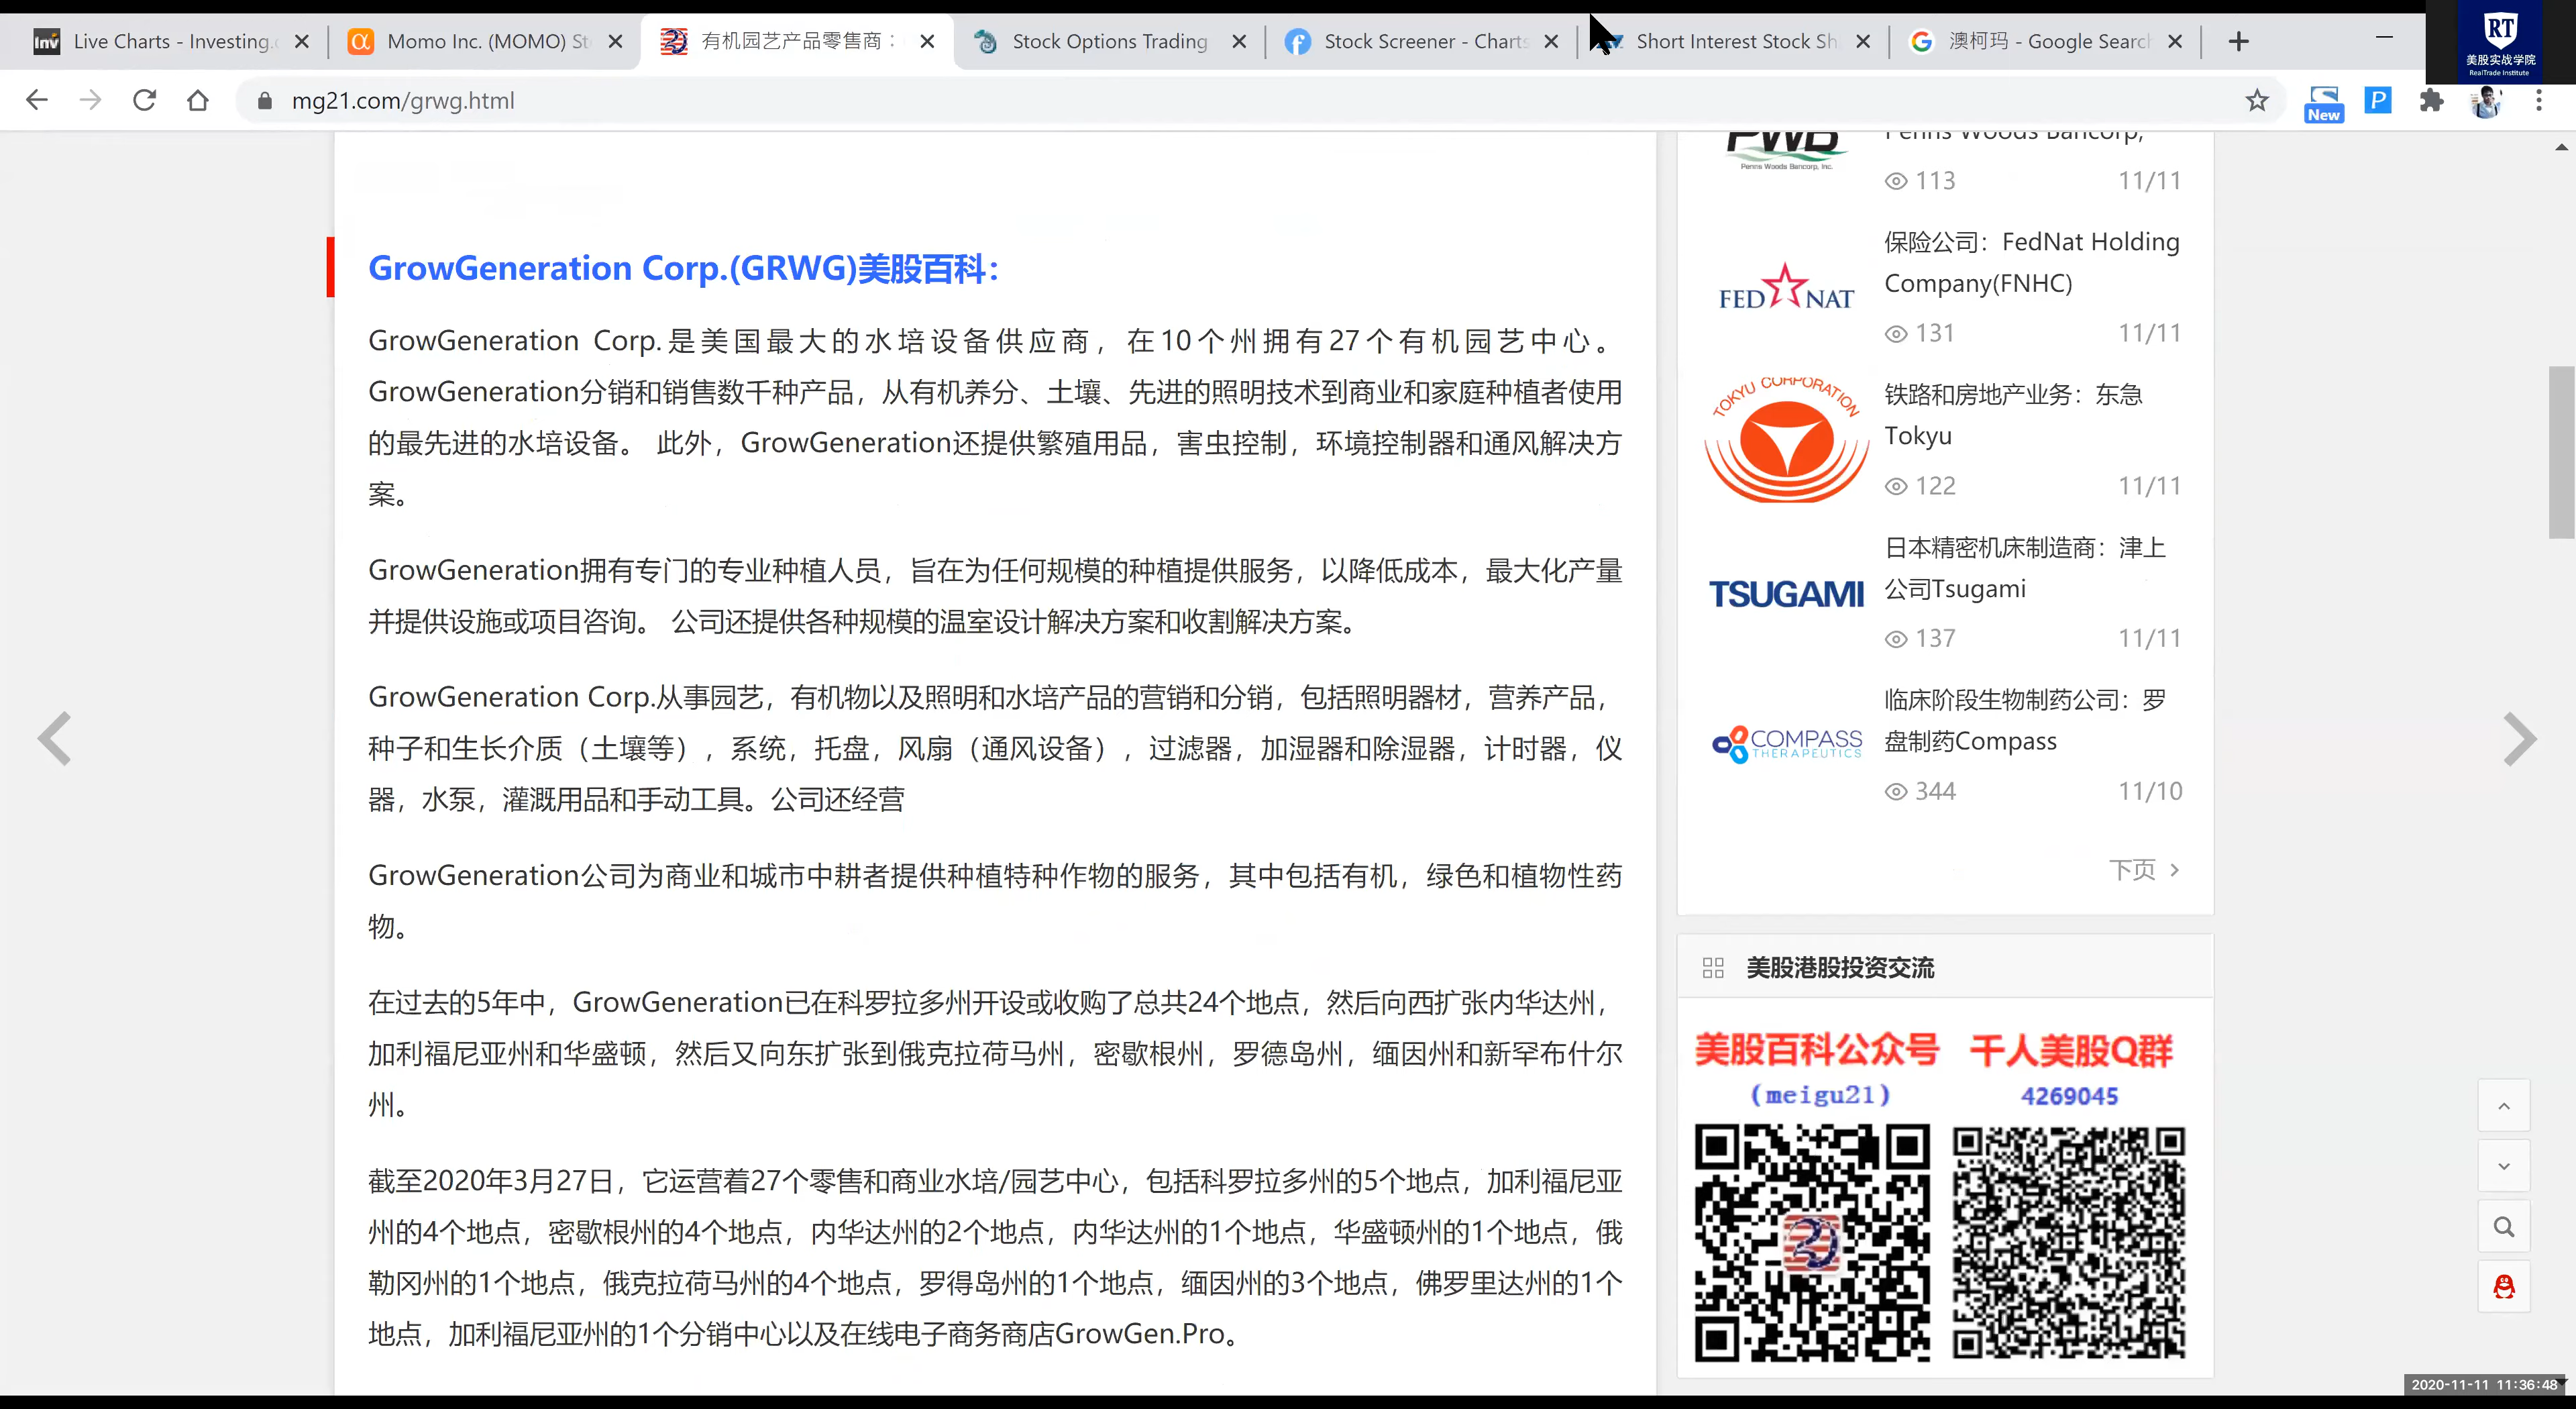 Live Charts - Investing.c
Momo Inc. (MOMO) St
有机园艺产品零售商：
Stock Options Trading
Stock Screener - Charts
Short Interest Stock Sh
澳柯玛 - Google Search
RT
美股实战学院
RealTrade Institute
mg21.com/grwg.html
New
GrowGeneration Corp.(GRWG)美股百科：
GrowGeneration Corp.是美国最大的水培设备供应商，在10个州拥有27个有机园艺中心。
GrowGeneration分销和销售数千种产品，从有机养分、土壤、先进的照明技术到商业和家庭种植者使用
的最先进的水培设备。 此外，GrowGeneration还提供繁殖用品，害虫控制，环境控制器和通风解决方
案。
GrowGeneration拥有专门的专业种植人员，旨在为任何规模的种植提供服务，以降低成本，最大化产量
并提供设施或项目咨询。 公司还提供各种规模的温室设计解决方案和收割解决方案。
GrowGeneration Corp.从事园艺，有机物以及照明和水培产品的营销和分销，包括照明器材，营养产品，
种子和生长介质（土壤等），系统，托盘，风扇（通风设备），过滤器，加湿器和除湿器，计时器，仪
器，水泵，灌溉用品和手动工具。公司还经营
GrowGeneration公司为商业和城市中耕者提供种植特种作物的服务，其中包括有机，绿色和植物性药
物。
在过去的5年中，GrowGeneration已在科罗拉多州开设或收购了总共24个地点，然后向西扩张内华达州，
加利福尼亚州和华盛顿，然后又向东扩张到俄克拉荷马州，密歇根州，罗德岛州，缅因州和新罕布什尔
州。
截至2020年3月27日，它运营着27个零售和商业水培/园艺中心，包括科罗拉多州的5个地点，加利福尼亚
州的4个地点，密歇根州的4个地点，内华达州的2个地点，内华达州的1个地点，华盛顿州的1个地点，俄
勒冈州的1个地点，俄克拉荷马州的4个地点，罗得岛州的1个地点，缅因州的3个地点，佛罗里达州的1个
地点，加利福尼亚州的1个分销中心以及在线电子商务商店GrowGen.Pro。
PWB
Penns Woods Bancorp, Inc.
Penns Woods Bancorp,
113 11/11
FED NAT
保险公司：FedNat Holding
Company(FNHC)
131 11/11
TOKYU CORPORATION
铁路和房地产业务：东急
Tokyu
122 11/11
TSUGAMI
日本精密机床制造商：津上
公司Tsugami
137 11/11
COMPASS
THERAPEUTICS
临床阶段生物制药公司：罗
盘制药Compass
344 11/10
下页
美股港股投资交流
美股百科公众号 千人美股Q群
(meigu21) 4269045
2020-11-11 11:36:48